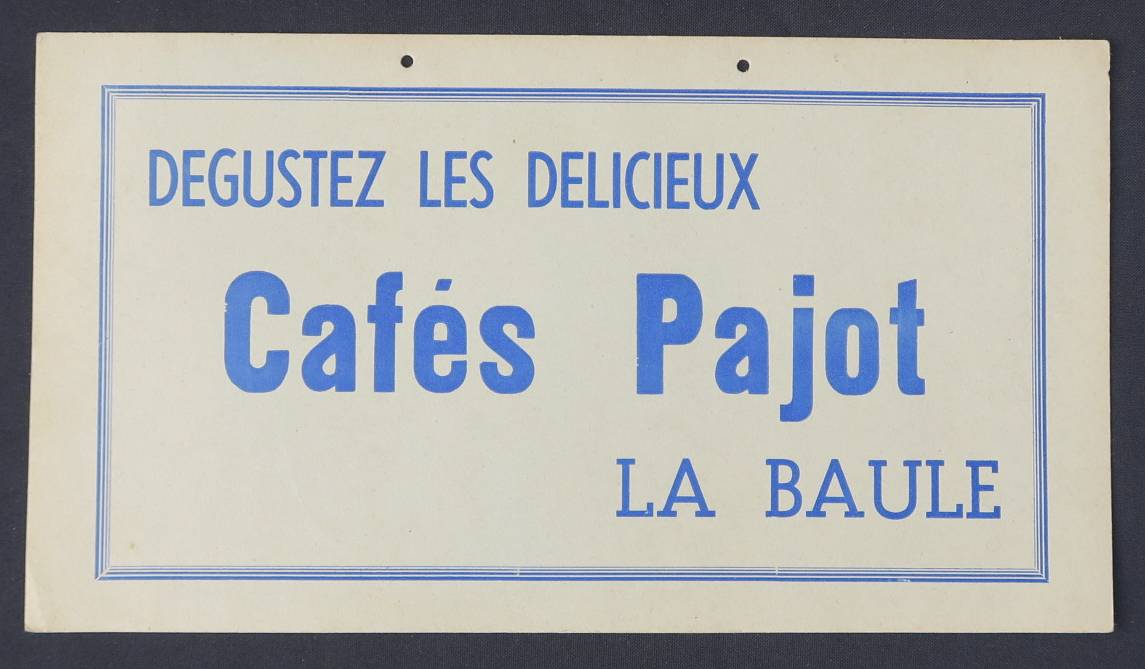 DEGUSTEZ LES DELICIEUX
Cafés Pajot
LA BAULE